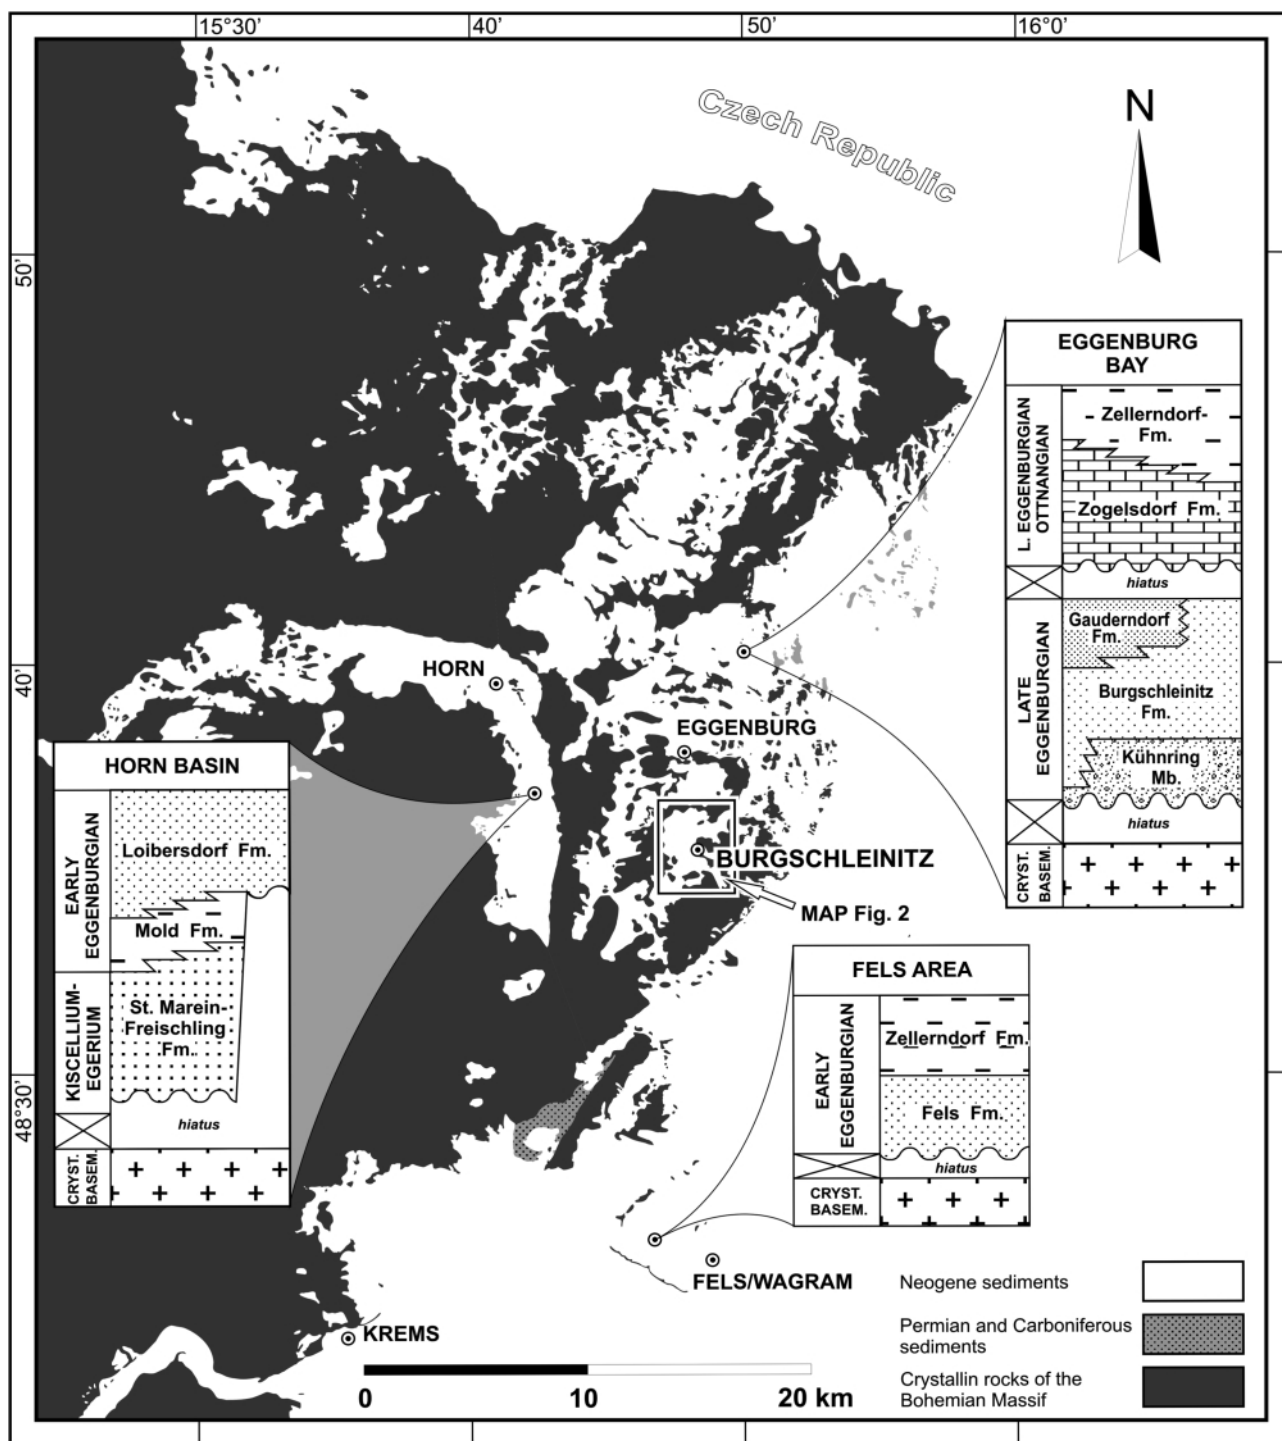 15°30’
40’
50’
16°0’
Czech Republic
N
50’
40’
48°30’
EGGENBURG
BAY
L. EGGENBURGIAN
OTTNANGIAN
Zellerndorf-
Fm.
Zogelsdorf Fm.
hiatus
LATE
EGGENBURGIAN
Gauderndorf
Fm.
Burgschleinitz
Fm.
Kühnring
Mb.
hiatus
CRYST.
BASEM.
HORN
EGGENBURG
BURGSCHLEINITZ
MAP Fig. 2
HORN BASIN
EARLY
EGGENBURGIAN
Loibersdorf Fm.
Mold Fm.
KISCELLIUM-
EGERIUM
St. Marein-
Freischling
Fm.
hiatus
CRYST.
BASEM.
FELS AREA
EARLY
EGGENBURGIAN
Zellerndorf Fm.
Fels Fm.
hiatus
CRYST.
BASEM.
FELS/WAGRAM
KREMS
0
10
20 km
Neogene sediments
Permian and Carboniferous
sediments
Crystallin rocks of the
Bohemian Massif